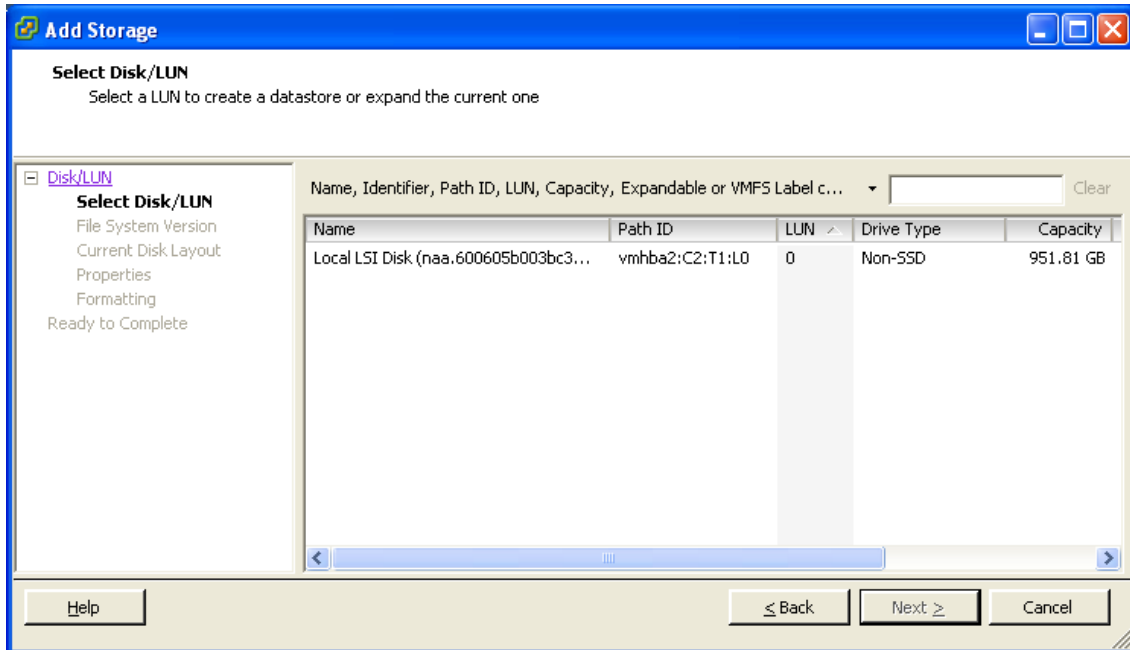 Add Storage
Select Disk/LUN
Select a LUN to create a datastore or expand the current one
Disk/LUN
Select Disk/LUN
File System Version
Current Disk Layout
Properties
Formatting
Ready to Complete
Name, Identifier, Path ID, LUN, Capacity, Expandable or VMFS Label c... Clear
Name Path ID LUN Drive Type Capacity
Local LSI Disk (naa.600605b003bc3... vmhba2:C2:T1:L0 0 Non-SSD 951.81 GB
Help < Back Next > Cancel